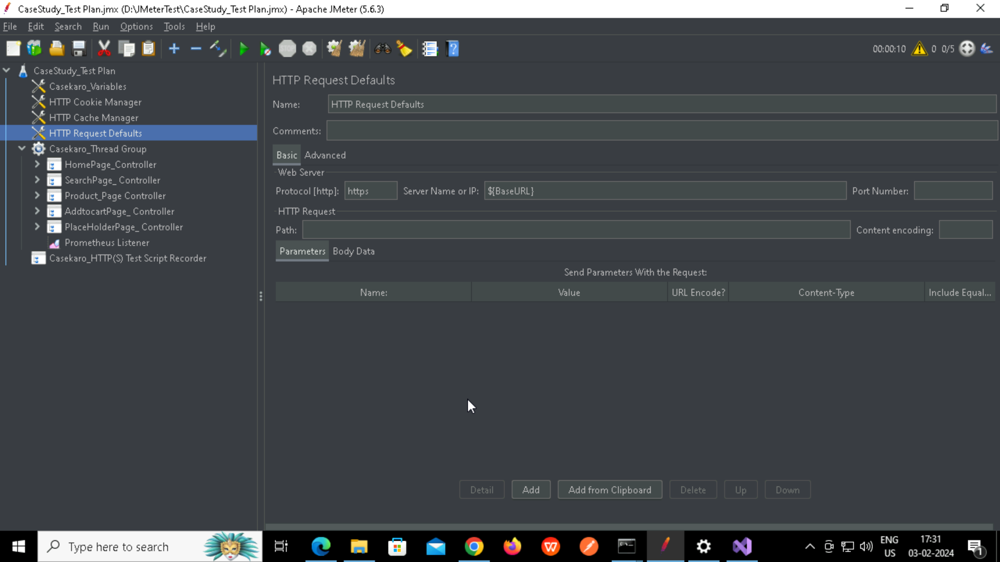 CaseStudy_Test Plan.jmx (D:\JMeterTest\CaseStudy_Test Plan.jmx) - Apache JMeter (5.6.3)
File Edit Search Run Options Tools Help
STOP
00:00:10 0 0/5
CaseStudy_Test Plan
Casekaro_Variables
HTTP Cookie Manager
HTTP Cache Manager
HTTP Request Defaults
Casekaro_Thread Group
HomePage_Controller
SearchPage_ Controller
Product_Page Controller
AddtocartPage_ Controller
PlaceHolderPage_ Controller
Prometheus Listener
Casekaro_HTTP(S) Test Script Recorder
HTTP Request Defaults
Name: HTTP Request Defaults
Comments:
Basic Advanced
Web Server
Protocol [http]: https Server Name or IP: ${BaseURL} Port Number:
HTTP Request
Path: Content encoding:
Parameters Body Data
Send Parameters With the Request:
Name: Value URL Encode? Content-Type Include Equal...
Detail Add Add from Clipboard Delete Up Down
Type here to search
ENG
US
17:31
03-02-2024
1